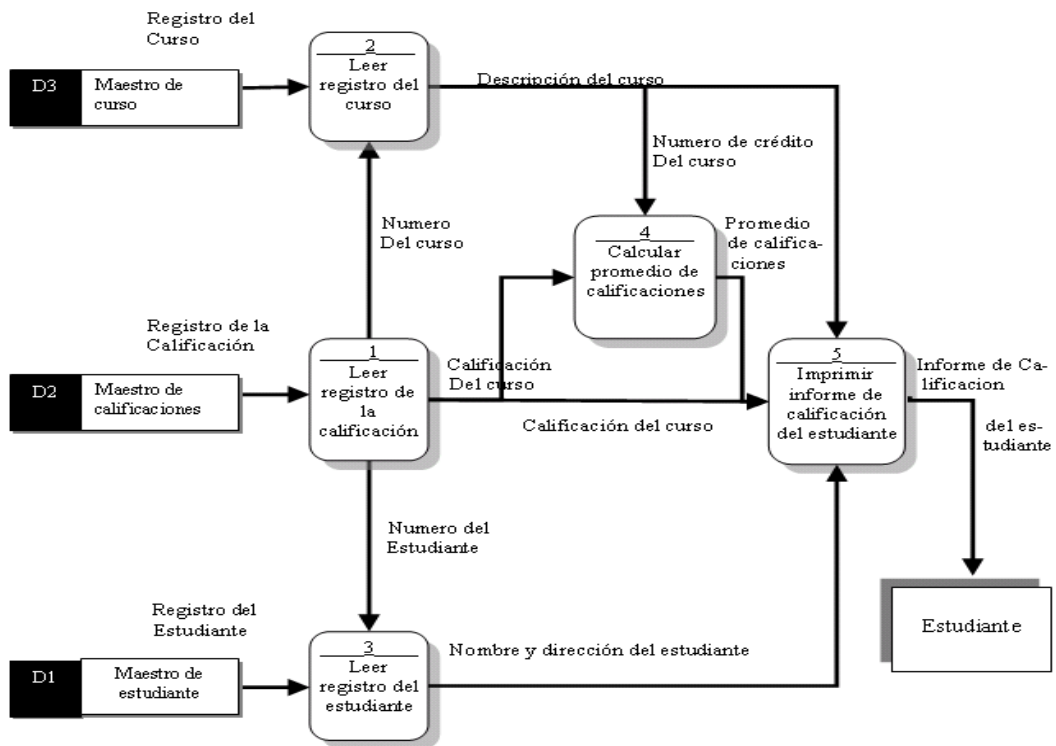 Registro del
Curso
D3
Maestro de
curso
2
Leer
registro del
curso
Descripción del curso
Numero de crédito
Del curso
Numero
Del curso
4
Calcular
promedio de
calificaciones
Promedio
de califica-
ciones
Registro de la
Calificación
D2
Maestro de
calificaciones
1
Leer
registro de
la
calificación
Calificación
Del curso
Calificación del curso
5
Imprimir
informe de
calificación
del estudiante
Informe de Ca-
lificacion
del es-
tudiante
Numero del
Estudiante
Registro del
Estudiante
D1
Maestro de
estudiante
3
Leer
registro del
estudiante
Nombre y dirección del estudiante
Estudiante